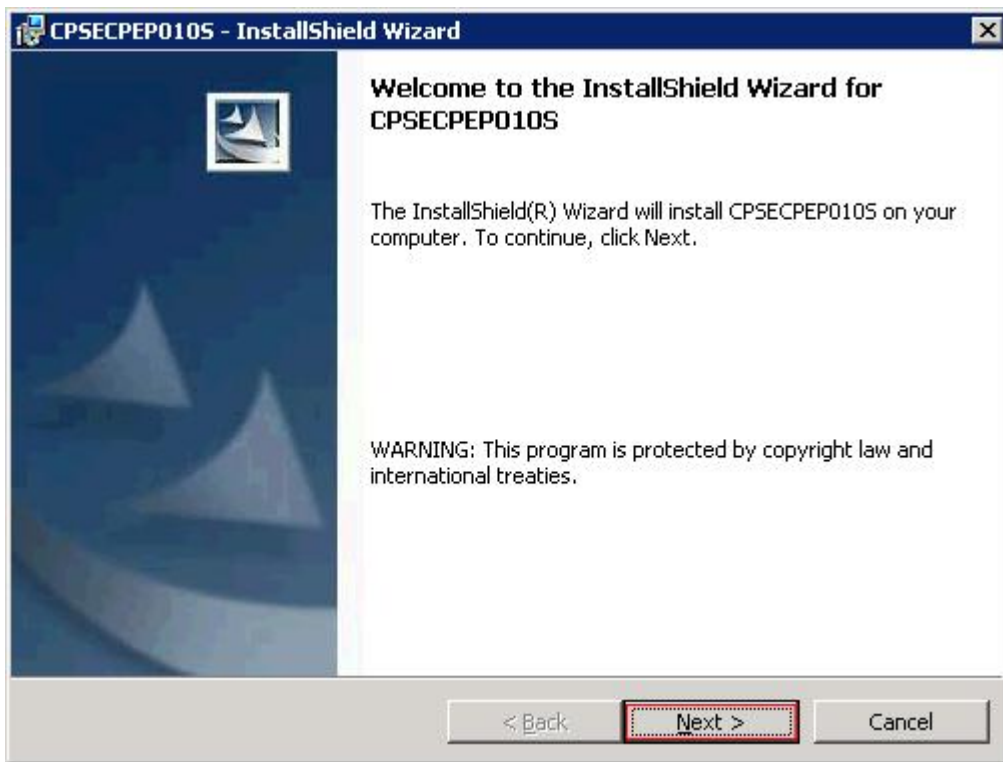 CPSECPEP010S - InstallShield Wizard
Welcome to the InstallShield Wizard for
CPSECPEP010S
The InstallShield(R) Wizard will install CPSECPEP010S on your
computer. To continue, click Next.
WARNING: This program is protected by copyright law and
international treaties.
< Back
Next >
Cancel